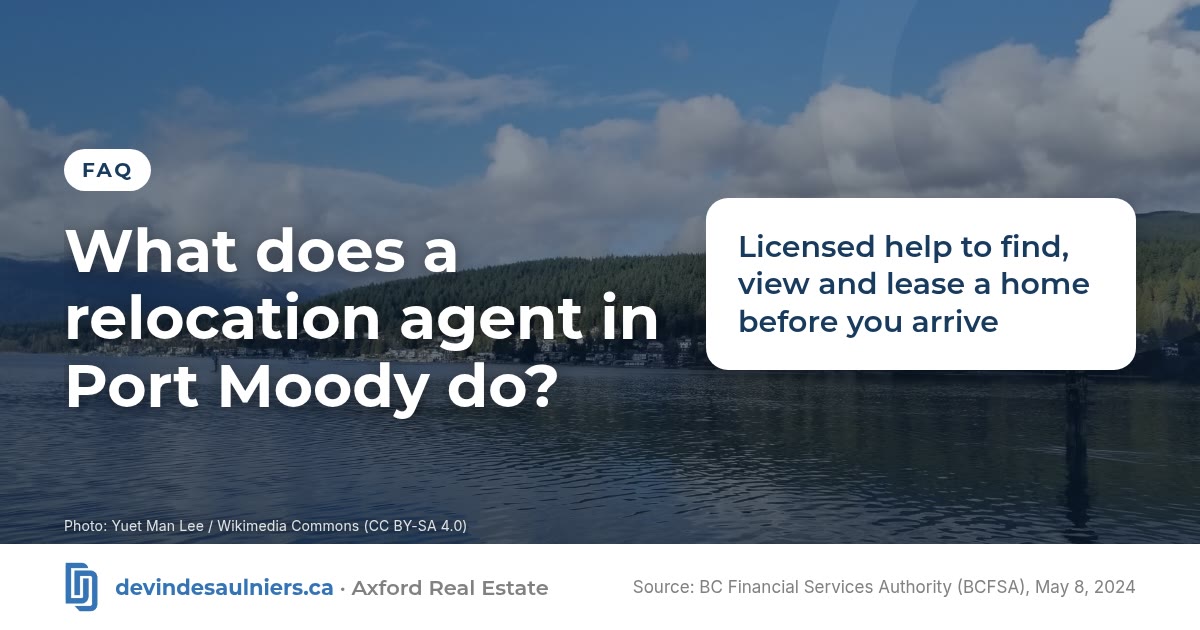 FAQ
What does a
relocation agent in
Port Moody do?
Licensed help to find,
view and lease a home
before you arrive
Photo: Yuet Man Lee / Wikimedia Commons (CC BY-SA 4.0)
devindesaulniers.ca · Axford Real Estate
Source: BC Financial Services Authority (BCFSA), May 8, 2024